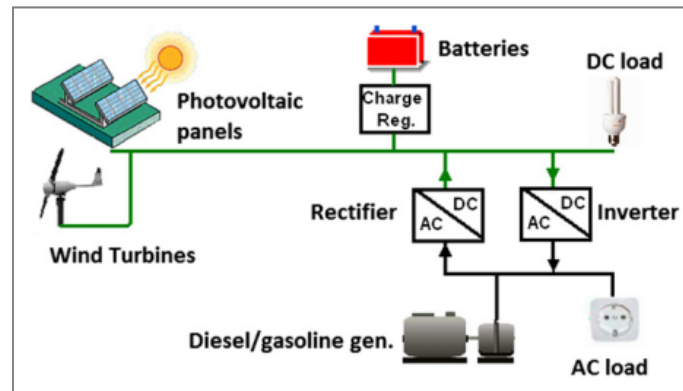 Batteries
DC load
Photovoltaic
panels
Charge
Reg.
Rectifier
DC
AC
DC
AC
Inverter
Wind Turbines
Diesel/gasoline gen.
AC load